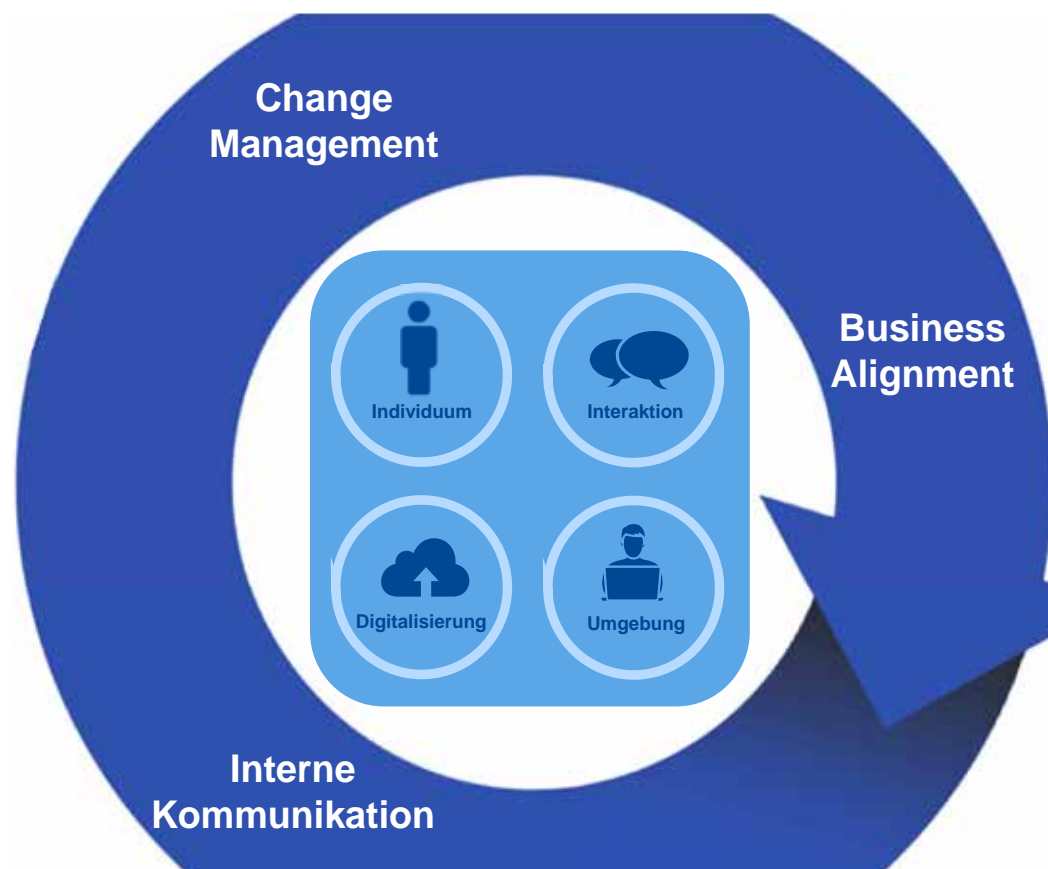 Change
Management
Business
Alignment
Individuum
Interaktion
Digitalisierung
Umgebung
Interne
Kommunikation